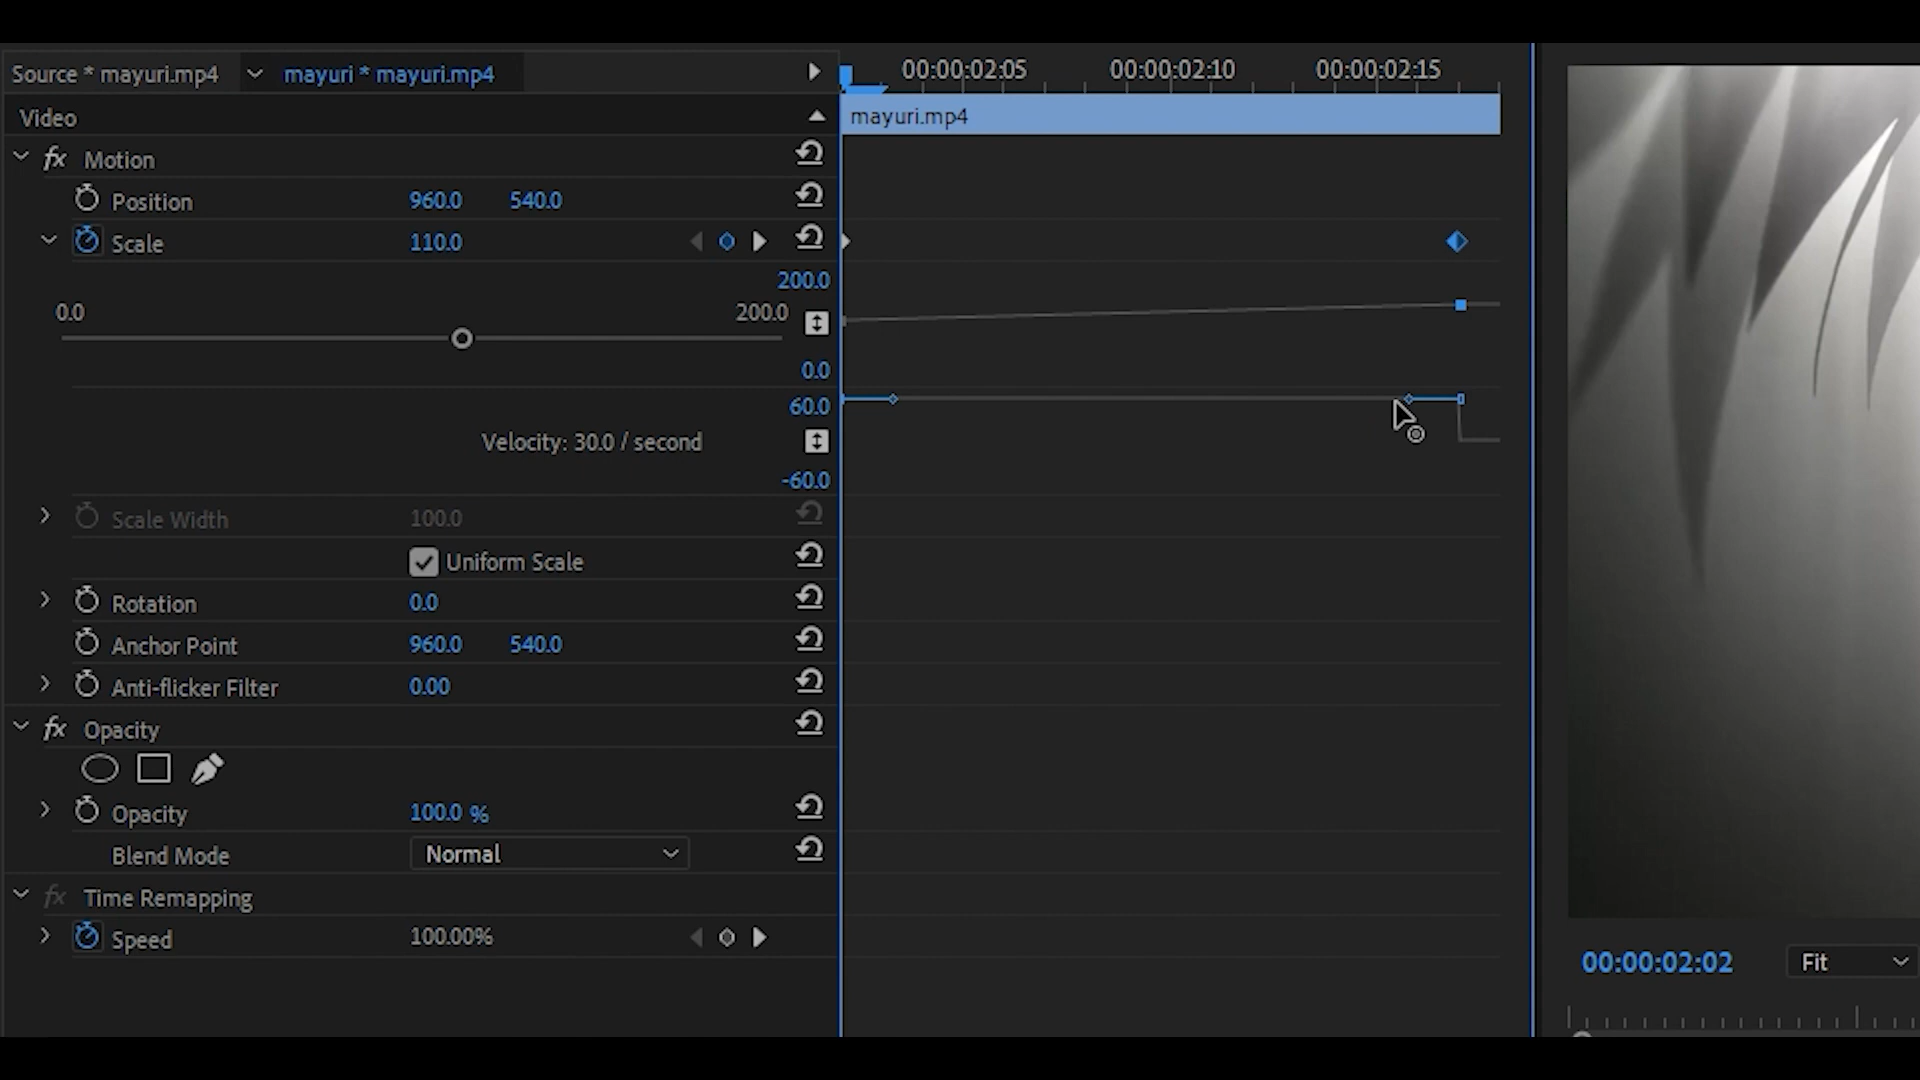 Source * mayuri.mp4
mayuri * mayuri.mp4
00:00:02:05
00:00:02:10
00:00:02:15
Video
mayuri.mp4
fx Motion
Position 960.0 540.0
Scale 110.0
200.0
0.0 200.0
0.0
60.0
Velocity: 30.0 / second
-60.0
Scale Width 100.0
Uniform Scale
Rotation 0.0
Anchor Point 960.0 540.0
Anti-flicker Filter 0.00
fx Opacity
Opacity 100.0 %
Blend Mode Normal
fx Time Remapping
Speed 100.00%
00:00:02:02
Fit